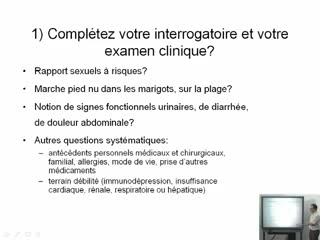 1) Complétez votre interrogatoire et votre
examen clinique?
• Rapport sexuels à risques?
• Marche pied nu dans les marigots, sur la plage?
• Notion de signes fonctionnels urinaires, de diarrhée,
de douleur abdominale?
• Autres questions systématiques:
– antécédents personnels médicaux et chirurgicaux,
familial, allergies, mode de vie, prise d'autres
médicaments
– terrain débilité (immunodépression, insuffisance
cardiaque, rénale, respiratoire ou hépatique)